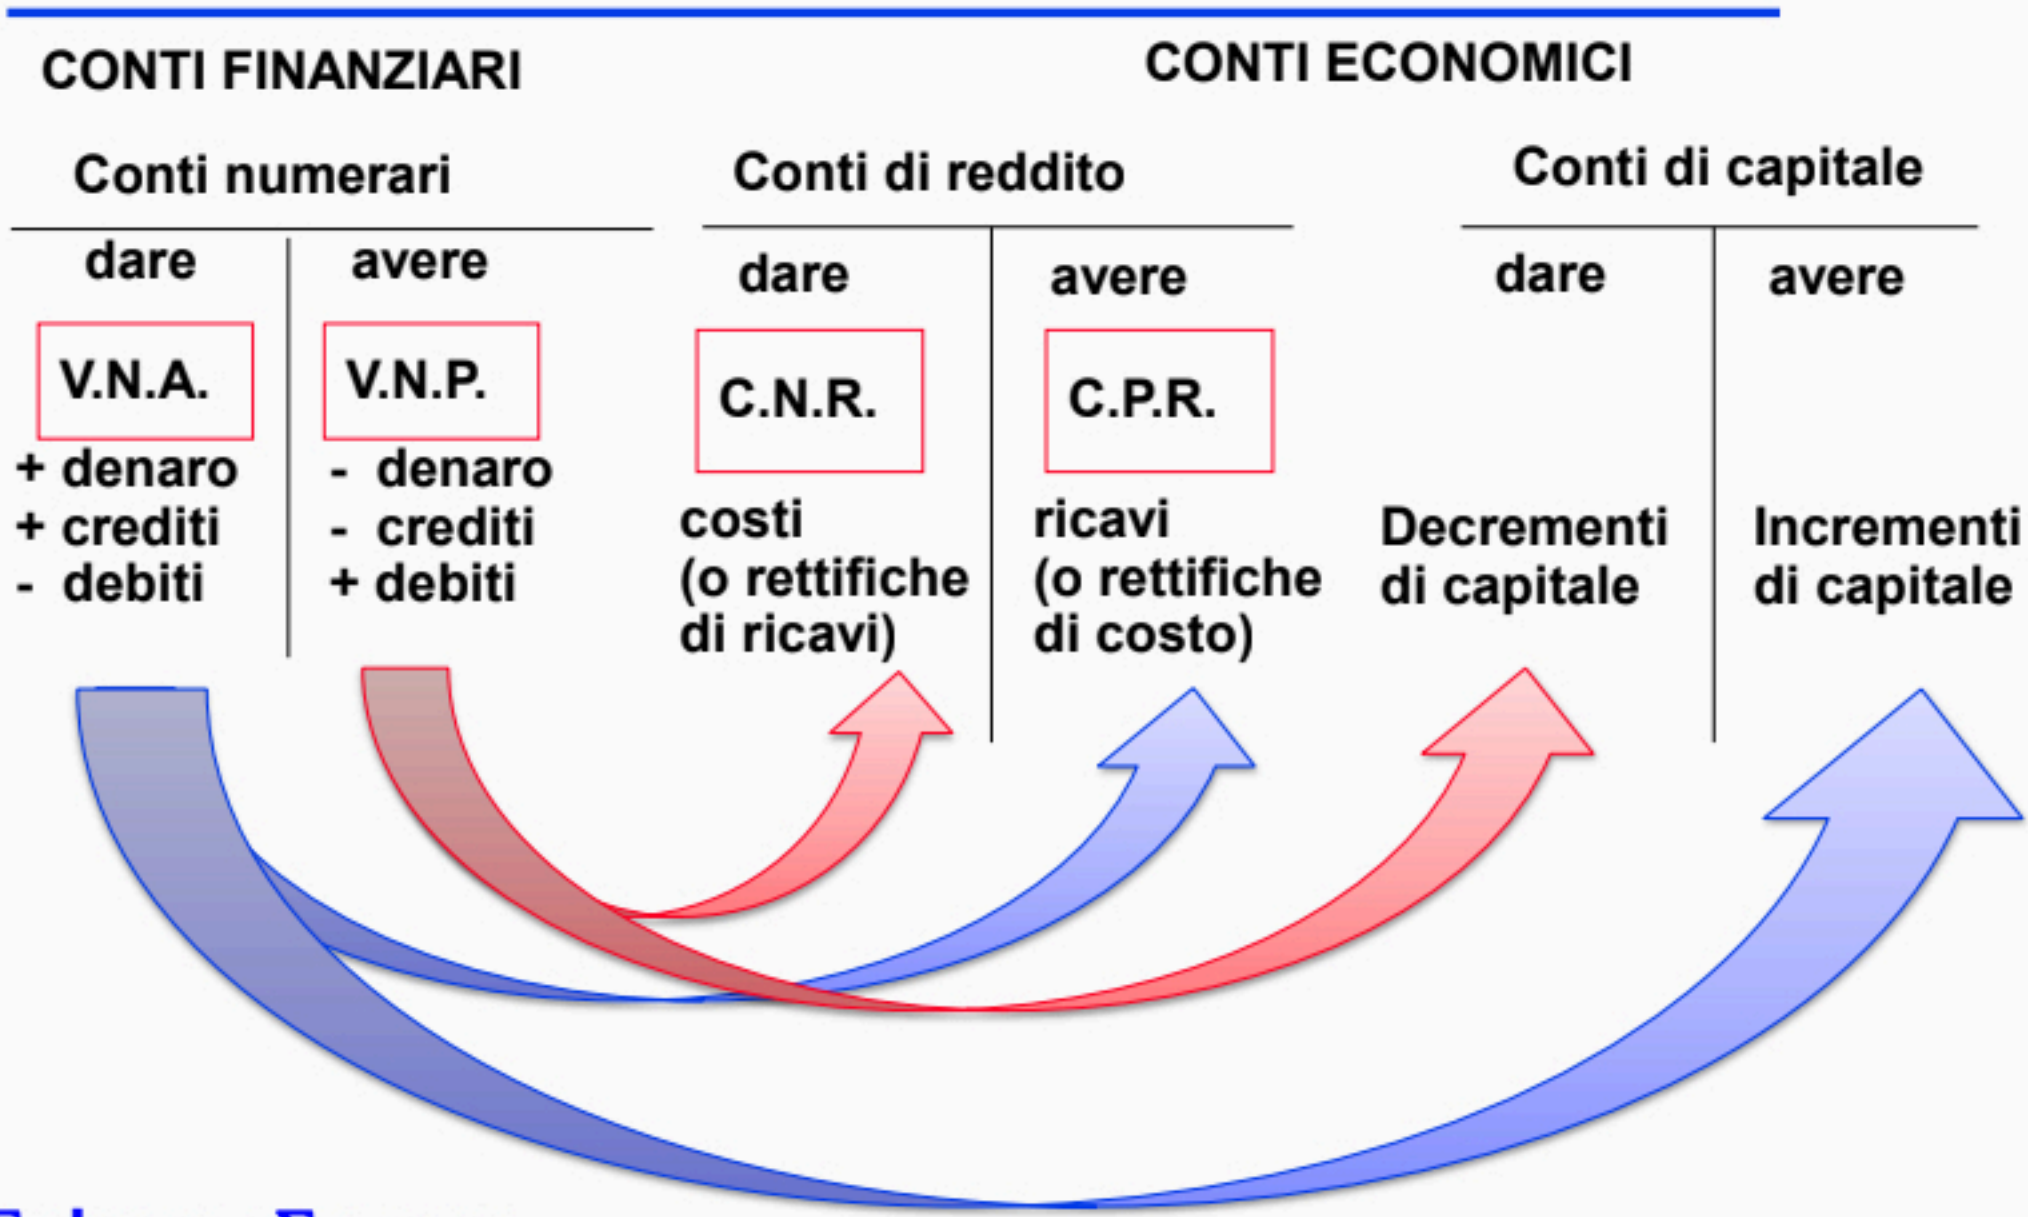 CONTI FINANZIARI
CONTI ECONOMICI
Conti numerari
Conti di reddito
Conti di capitale
dare
avere
dare
avere
dare
avere
V.N.A.
V.N.P.
C.N.R.
C.P.R.
+ denaro
+ crediti
- debiti
- denaro
- crediti
+ debiti
costi
(o rettifiche
di ricavi)
ricavi
(o rettifiche
di costo)
Decrementi
di capitale
Incrementi
di capitale